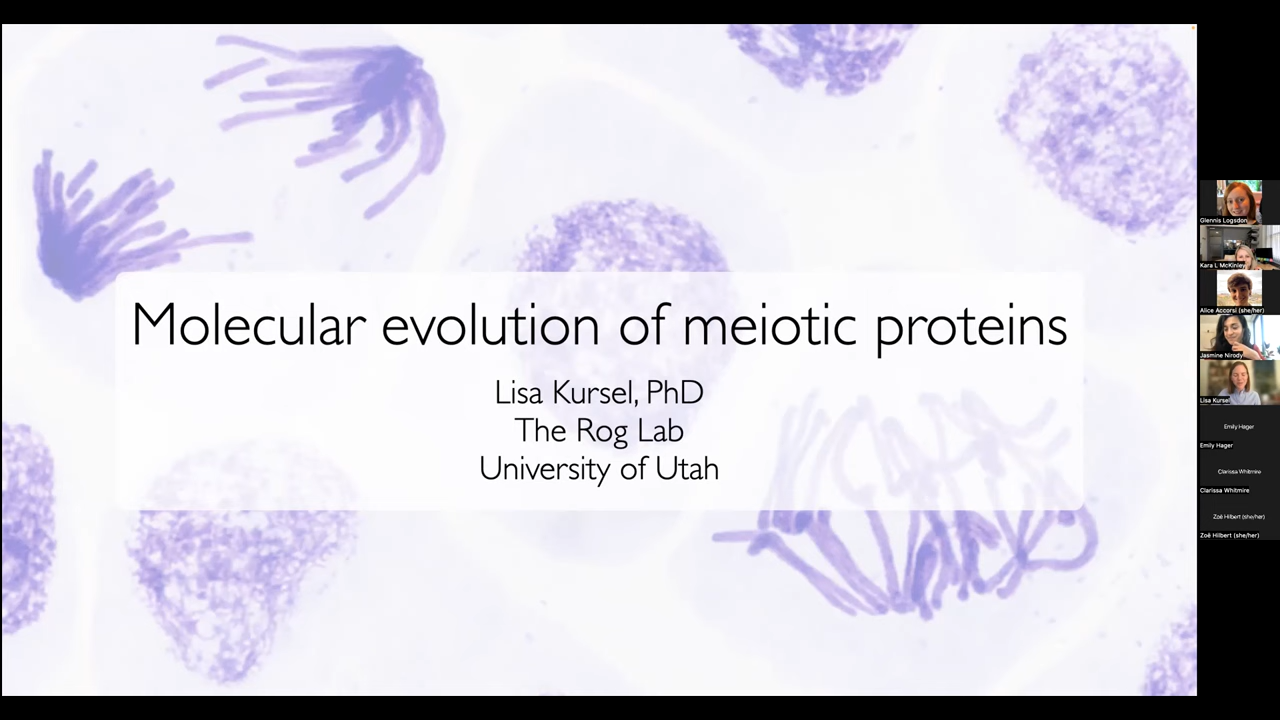 Molecular evolution of meiotic proteins
Lisa Kursel, PhD
The Rog Lab
University of Utah
Glennis Logsdon
Kara L McKinley
Alice Accorsi (she/her)
Jasmine Nirody
Lisa Kursel
Emily Hager
Emily Hager
Clarissa Whitmire
Clarissa Whitmire
Zoë Hilbert (she/her)
Zoë Hilbert (she/her)